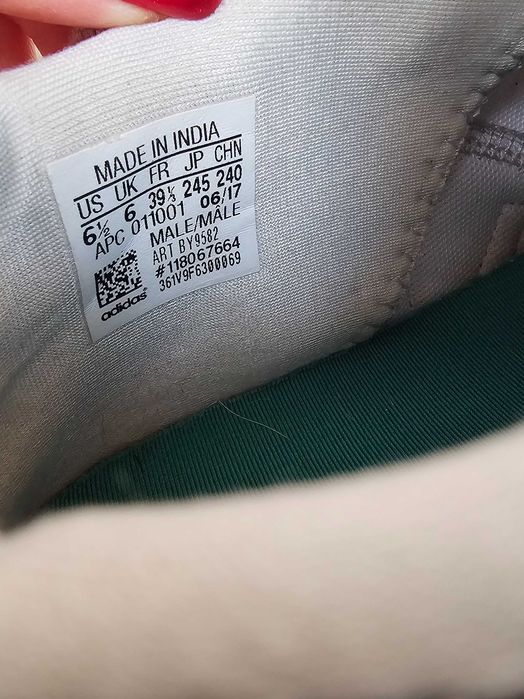 MADE IN INDIA
US UK FR JP CHN
6½ 6 39⅓ 245 240
APC 011001 06/17
MALE/MÂLE
ART BY9582
#118067664
361V9F6300069
adidas